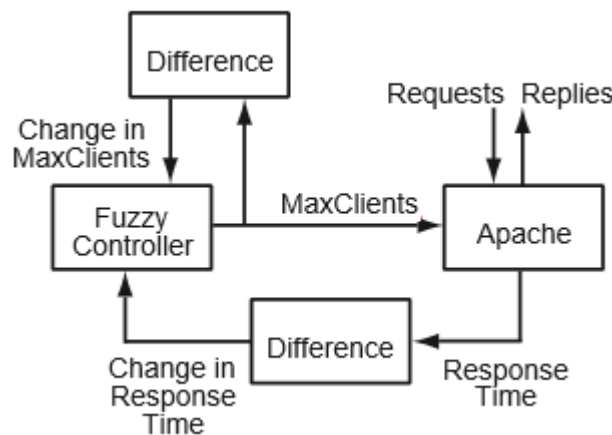 Difference
Requests Replies
Change in
MaxClients
MaxClients
Fuzzy
Controller
Apache
Difference
Change in
Response
Time
Response
Time